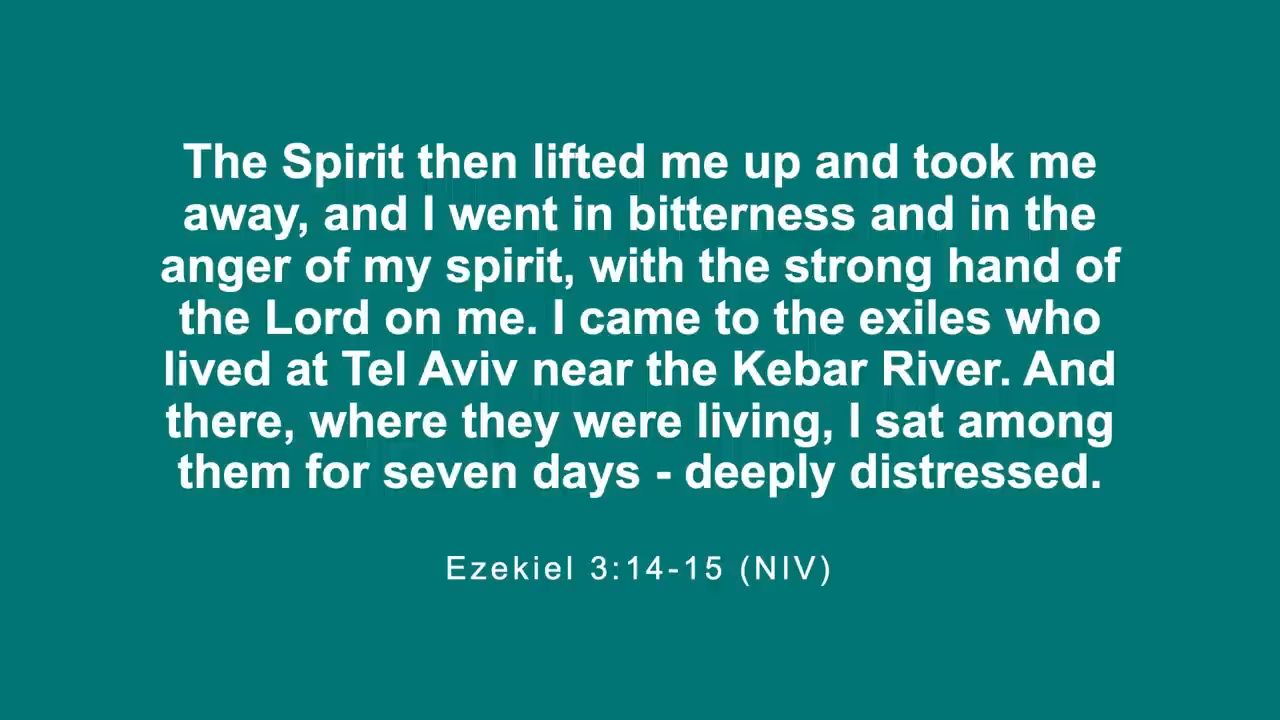 The Spirit then lifted me up and took me
away, and I went in bitterness and in the
anger of my spirit, with the strong hand of
the Lord on me. I came to the exiles who
lived at Tel Aviv near the Kebar River. And
there, where they were living, I sat among
them for seven days - deeply distressed.
Ezekiel 3:14-15 (NIV)